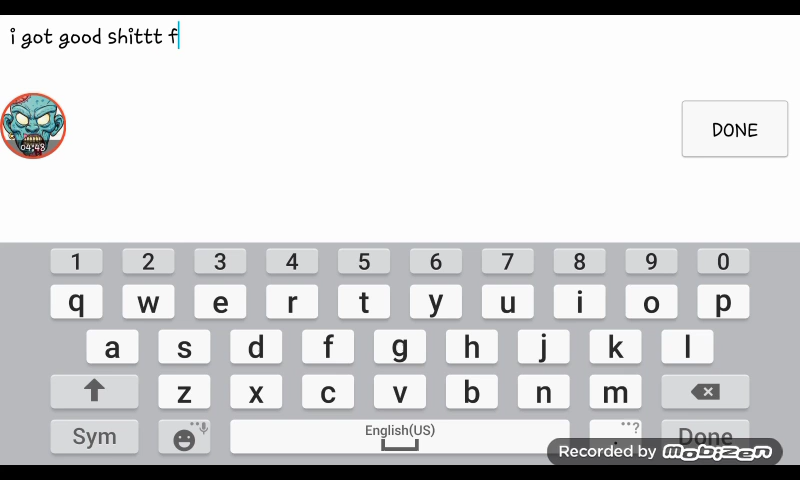 i got good shittt f
04:48
DONE
1 2 3 4 5 6 7 8 9 0
q w e r t y u i o p
a s d f g h j k l
z x c v b n m
Sym English(US) . ? Done
Recorded by mobizen